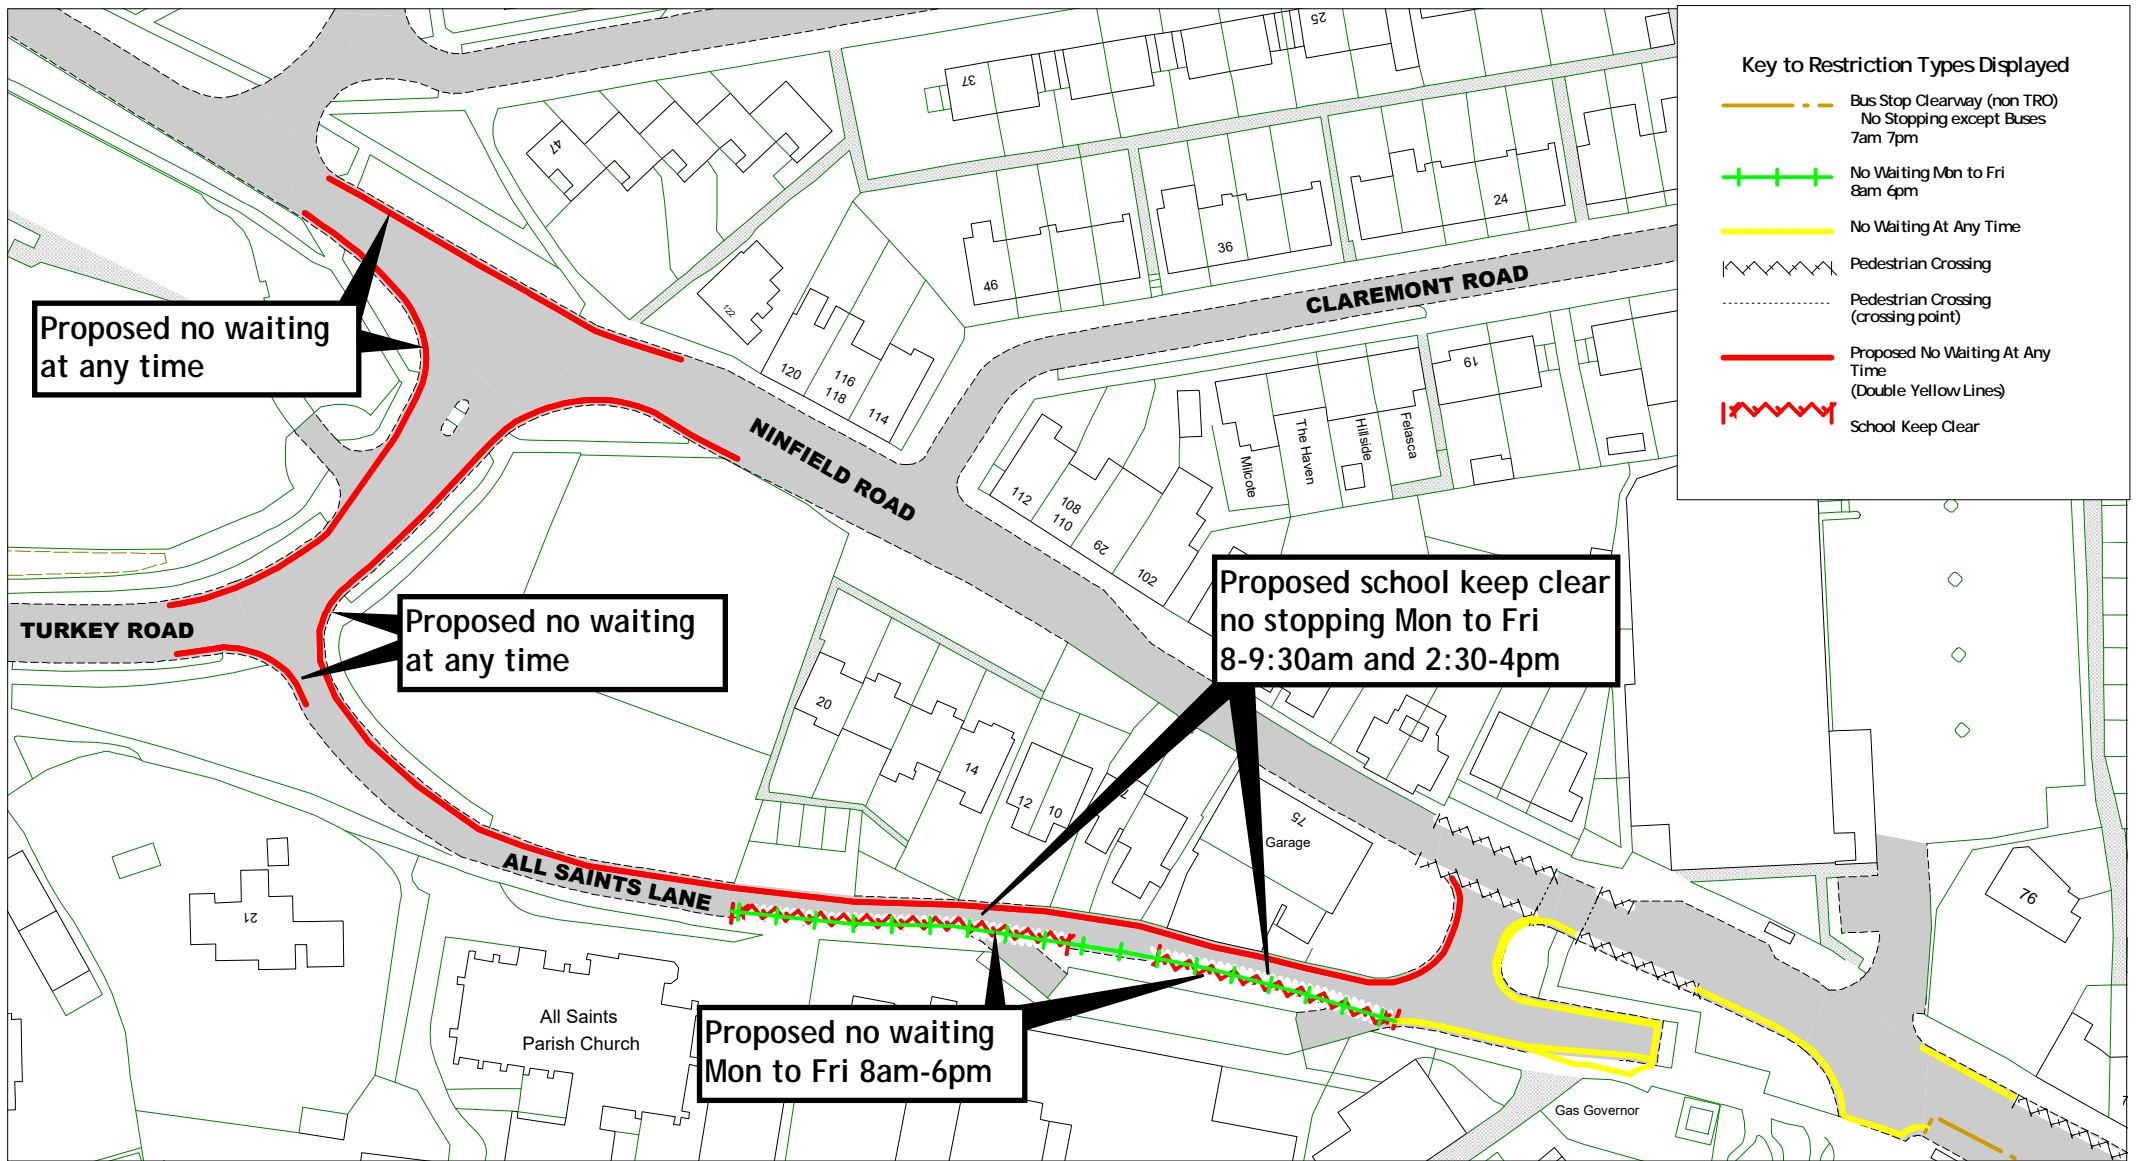 Key to Restriction Types Displayed
Bus Stop Clearway (non TRO)
No Stopping except Buses
7am 7pm
No Waiting Mon to Fri
8am 6pm
No Waiting At Any Time
Pedestrian Crossing
Pedestrian Crossing
(crossing point)
Proposed No Waiting At Any
Time
(Double Yellow Lines)
School Keep Clear
25
37
47
24
36
46
CLAREMONT ROAD
122
Proposed no waiting
at any time
120
116
118
114
19
NINFIELD ROAD
Milcote
The Haven
Hillside
Felasca
112
108
110
29
102
Proposed school keep clear
no stopping Mon to Fri
8-9:30am and 2:30-4pm
TURKEY ROAD
Proposed no waiting
at any time
20
14
12
10
75
Garage
ALL SAINTS LANE
21
76
All Saints
Parish Church
Proposed no waiting
Mon to Fri 8am-6pm
Gas Governor